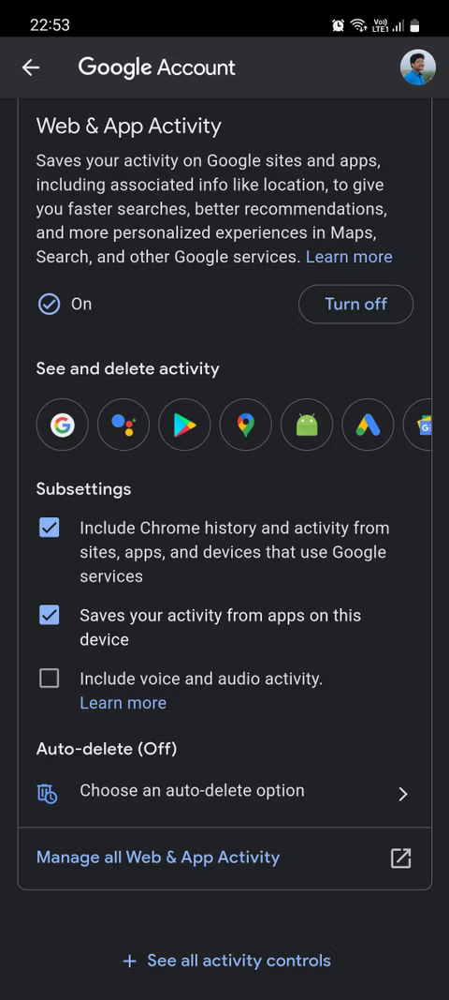 22:53
Vo)
LTE1
Google Account
Web & App Activity
Saves your activity on Google sites and apps,
including associated info like location, to give
you faster searches, better recommendations,
and more personalized experiences in Maps,
Search, and other Google services. Learn more
On
Turn off
See and delete activity
Subsettings
Include Chrome history and activity from
sites, apps, and devices that use Google
services
Saves your activity from apps on this
device
Include voice and audio activity.
Learn more
Auto-delete (Off)
Choose an auto-delete option
Manage all Web & App Activity
+ See all activity controls